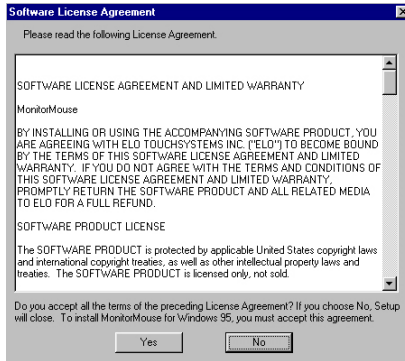 Software License Agreement
Please read the following License Agreement.
SOFTWARE LICENSE AGREEMENT AND LIMITED WARRANTY
MonitorMouse
BY INSTALLING OR USING THE ACCOMPANYING SOFTWARE PRODUCT, YOU
ARE AGREEING WITH ELO TOUCHSYSTEMS INC. ("ELO") TO BECOME BOUND
BY THE TERMS OF THIS SOFTWARE LICENSE AGREEMENT AND LIMITED
WARRANTY. IF YOU DO NOT AGREE WITH THE TERMS AND CONDITIONS OF
THIS SOFTWARE LICENSE AGREEMENT AND LIMITED WARRANTY,
PROMPTLY RETURN THE SOFTWARE PRODUCT AND ALL RELATED MEDIA
TO ELO FOR A FULL REFUND.
SOFTWARE PRODUCT LICENSE
The SOFTWARE PRODUCT is protected by applicable United States copyright laws
and international copyright treaties, as well as other intellectual property laws and
treaties. The SOFTWARE PRODUCT is licensed only, not sold.
Do you accept all the terms of the preceding License Agreement? If you choose No, Setup
will close. To install MonitorMouse for Windows 95, you must accept this agreement.
Yes No